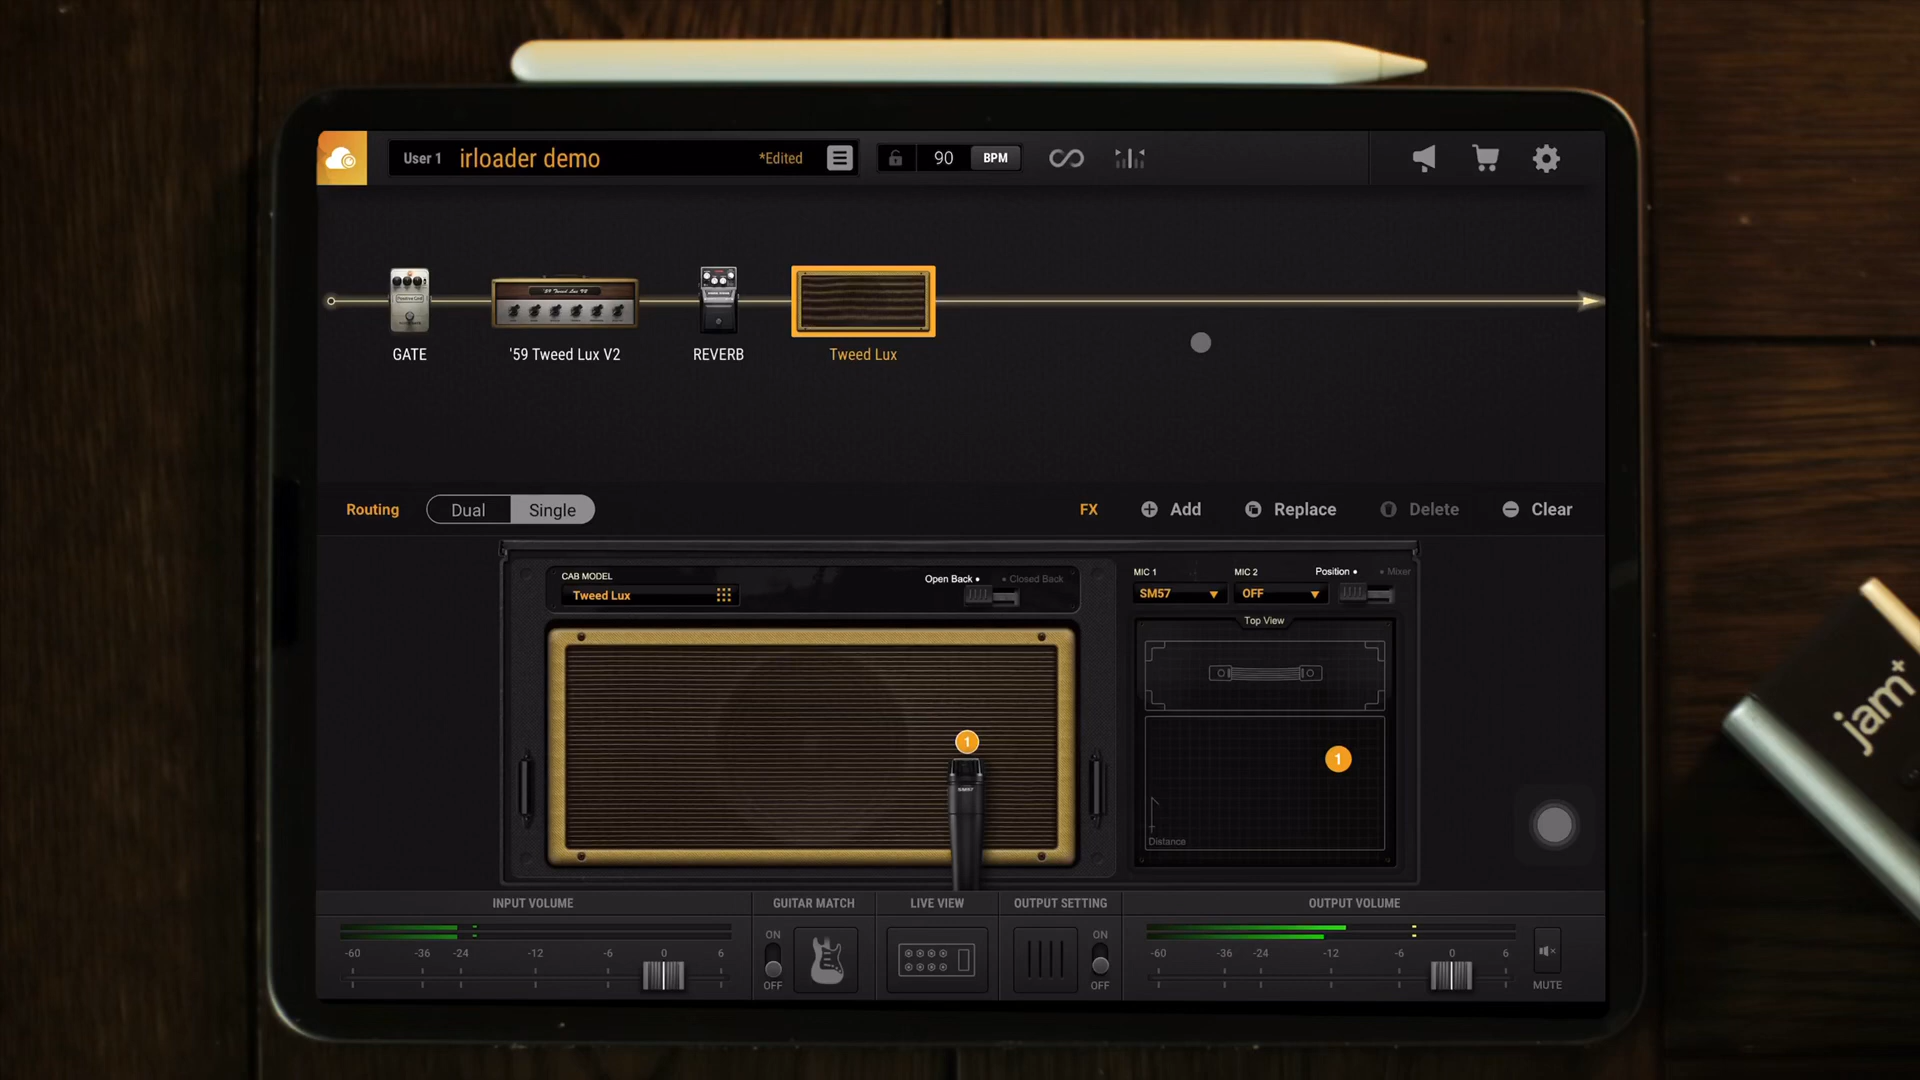 User 1 irloader demo *Edited 90 BPM
GATE '59 Tweed Lux V2 REVERB Tweed Lux
Routing Dual Single FX Add Replace Delete Clear
CAB MODEL
Tweed Lux
Open Back • • Closed Back
MIC 1 MIC 2 Position • • Mixer
SM57 OFF
Top View
1
SM57
1
Distance
INPUT VOLUME GUITAR MATCH LIVE VIEW OUTPUT SETTING OUTPUT VOLUME
ON ON
-60 -36 -24 -12 -6 0 6
-60 -36 -24 -12 -6 0 6
OFF OFF MUTE
jam+